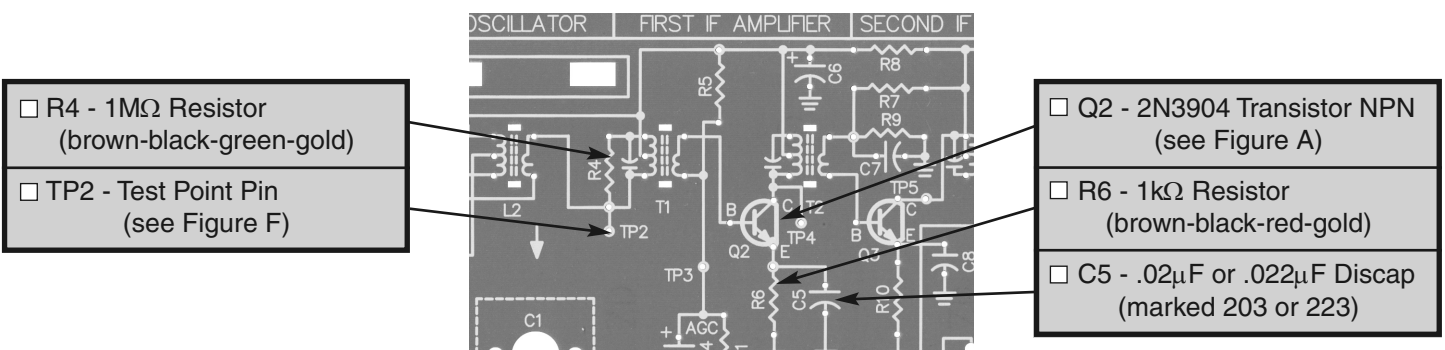 OSCILLATOR
FIRST IF AMPLIFIER
SECOND IF
☐ R4 - 1MΩ Resistor
(brown-black-green-gold)
☐ TP2 - Test Point Pin
(see Figure F)
R5
C6
R8
R7
R9
R4
C7
TP5
L2
T1
T2
TP2
B
C
E
Q2
TP4
B
C
E
Q3
TP3
R6
C5
R10
C8
C1
AGC
☐ Q2 - 2N3904 Transistor NPN
(see Figure A)
☐ R6 - 1kΩ Resistor
(brown-black-red-gold)
☐ C5 - .02μF or .022μF Discap
(marked 203 or 223)